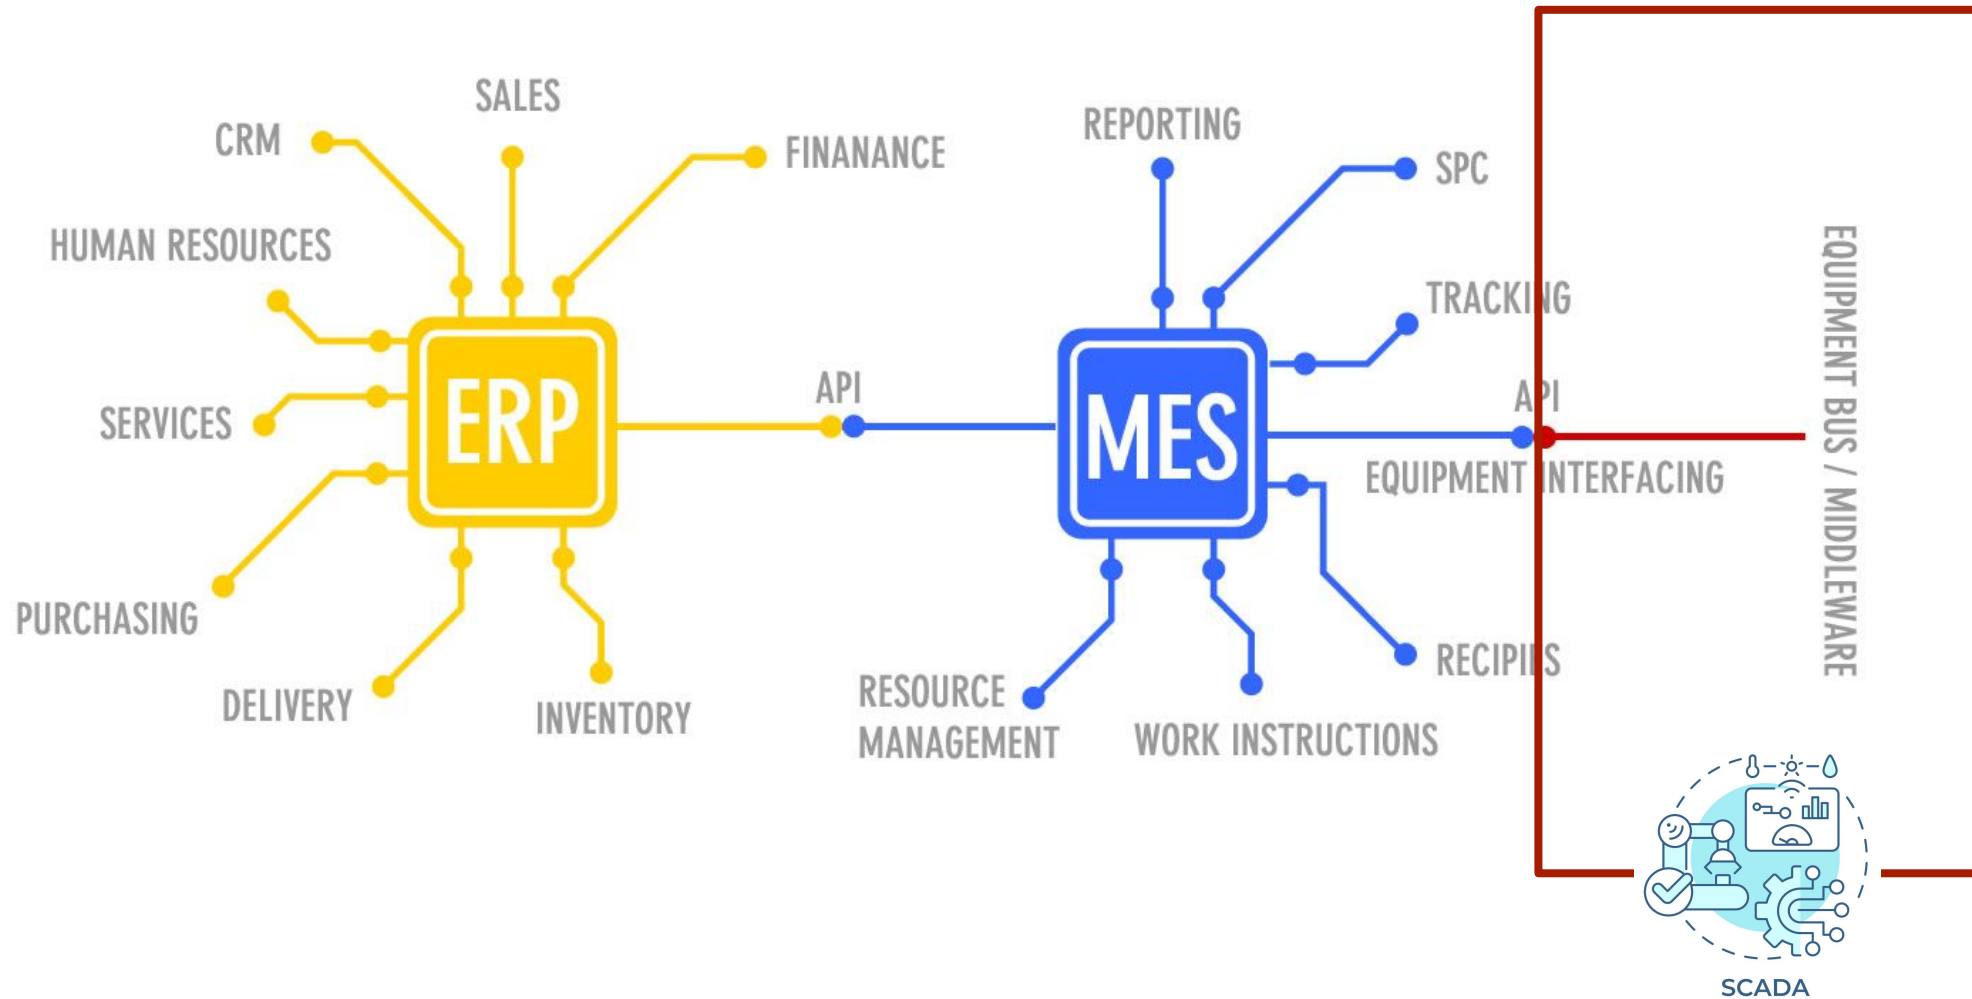 SALES
CRM
FINANANCE
HUMAN RESOURCES
SERVICES
PURCHASING
DELIVERY
INVENTORY
ERP
API
REPORTING
SPC
TRACKING
MES
API
EQUIPMENT INTERFACING
RECIPIES
RESOURCE
MANAGEMENT
WORK INSTRUCTIONS
EQUIPMENT BUS / MIDDLEWARE
SCADA